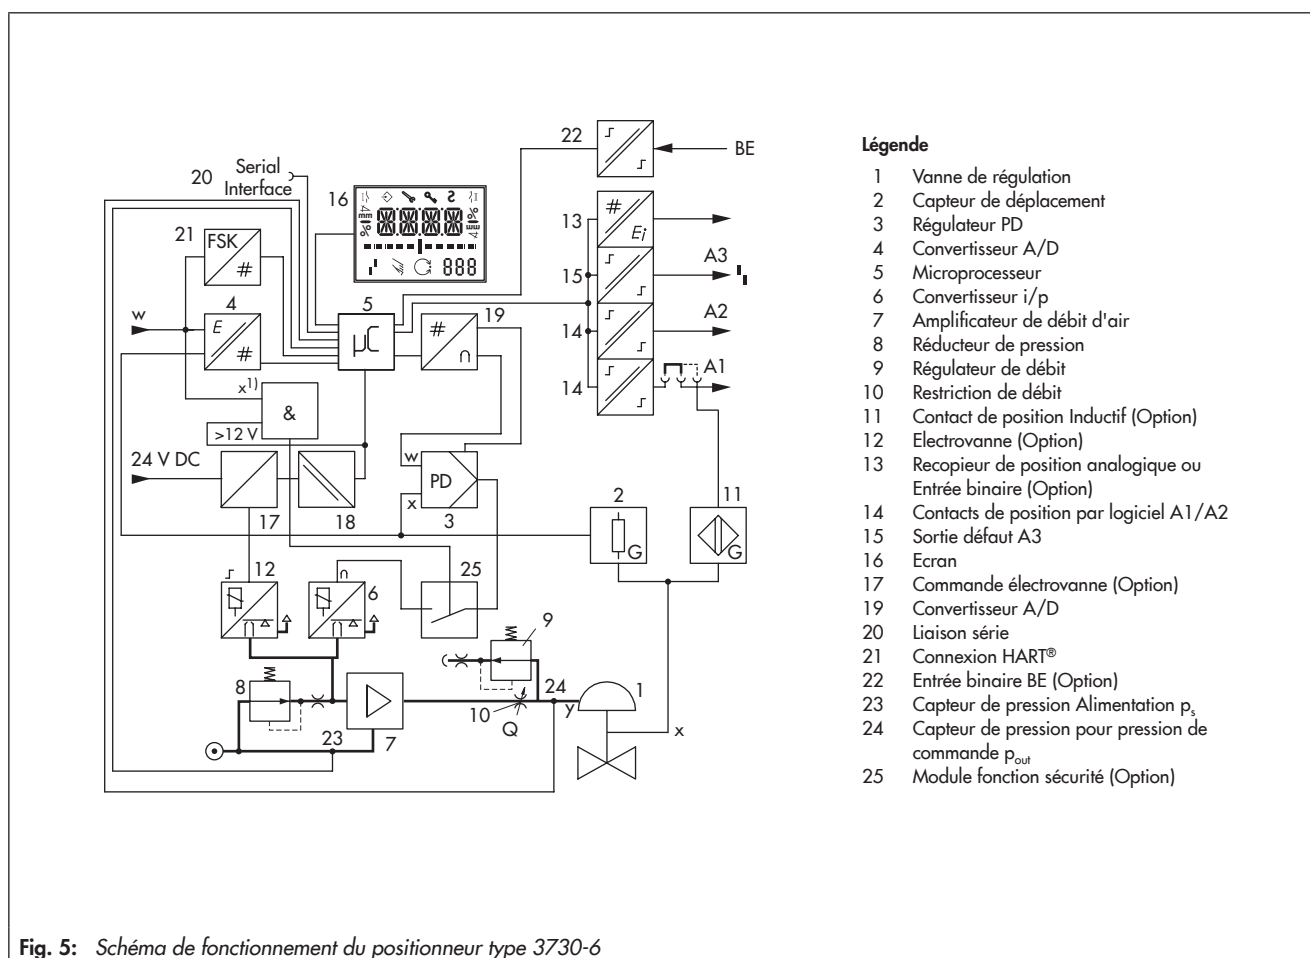 22
BE
20
Serial
Interface
16
mm
%
888
%
mm
13
#
Ei
21
FSK
#
A3
15
w
4
E
#
5
µC
19
#
∩
A2
14
x1)
&
>12 V
A1
14
24 V DC
17
18
w
PD
x
3
2
G
11
G
12
∩
6
25
9
8
23
7
10
Q
24
y
1
x
Légende
1 Vanne de régulation
2 Capteur de déplacement
3 Régulateur PD
4 Convertisseur A/D
5 Microprocesseur
6 Convertisseur i/p
7 Amplificateur de débit d'air
8 Réducteur de pression
9 Régulateur de débit
10 Restriction de débit
11 Contact de position Inductif (Option)
12 Electrovanne (Option)
13 Recopieur de position analogique ou
Entrée binaire (Option)
14 Contacts de position par logiciel A1/A2
15 Sortie défaut A3
16 Ecran
17 Commande électrovanne (Option)
19 Convertisseur A/D
20 Liaison série
21 Connexion HART®
22 Entrée binaire BE (Option)
23 Capteur de pression Alimentation ps
24 Capteur de pression pour pression de
commande pout
25 Module fonction sécurité (Option)
Fig. 5: Schéma de fonctionnement du positionneur type 3730-6